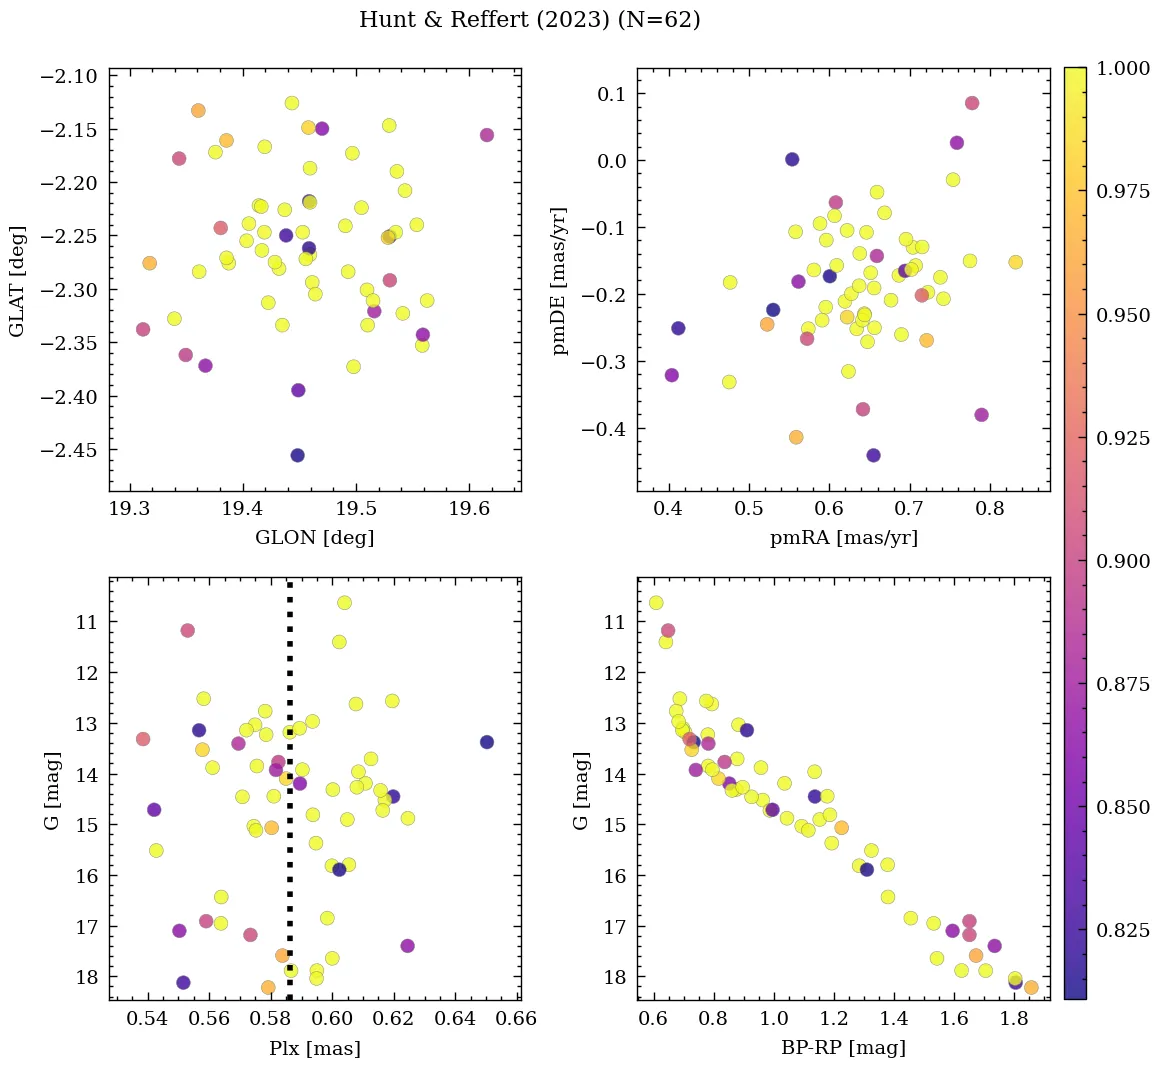 Hunt & Reffert (2023) (N=62)
−2.10
−2.15
−2.20
−2.25
−2.30
−2.35
−2.40
−2.45
GLAT [deg]
19.3 19.4 19.5 19.6
GLON [deg]
0.1
0.0
−0.1
−0.2
−0.3
−0.4
pmDE [mas/yr]
0.4 0.5 0.6 0.7 0.8
pmRA [mas/yr]
11
12
13
14
15
16
17
18
G [mag]
0.54 0.56 0.58 0.60 0.62 0.64 0.66
Plx [mas]
11
12
13
14
15
16
17
18
G [mag]
0.6 0.8 1.0 1.2 1.4 1.6 1.8
BP-RP [mag]
1.000
0.975
0.950
0.925
0.900
0.875
0.850
0.825